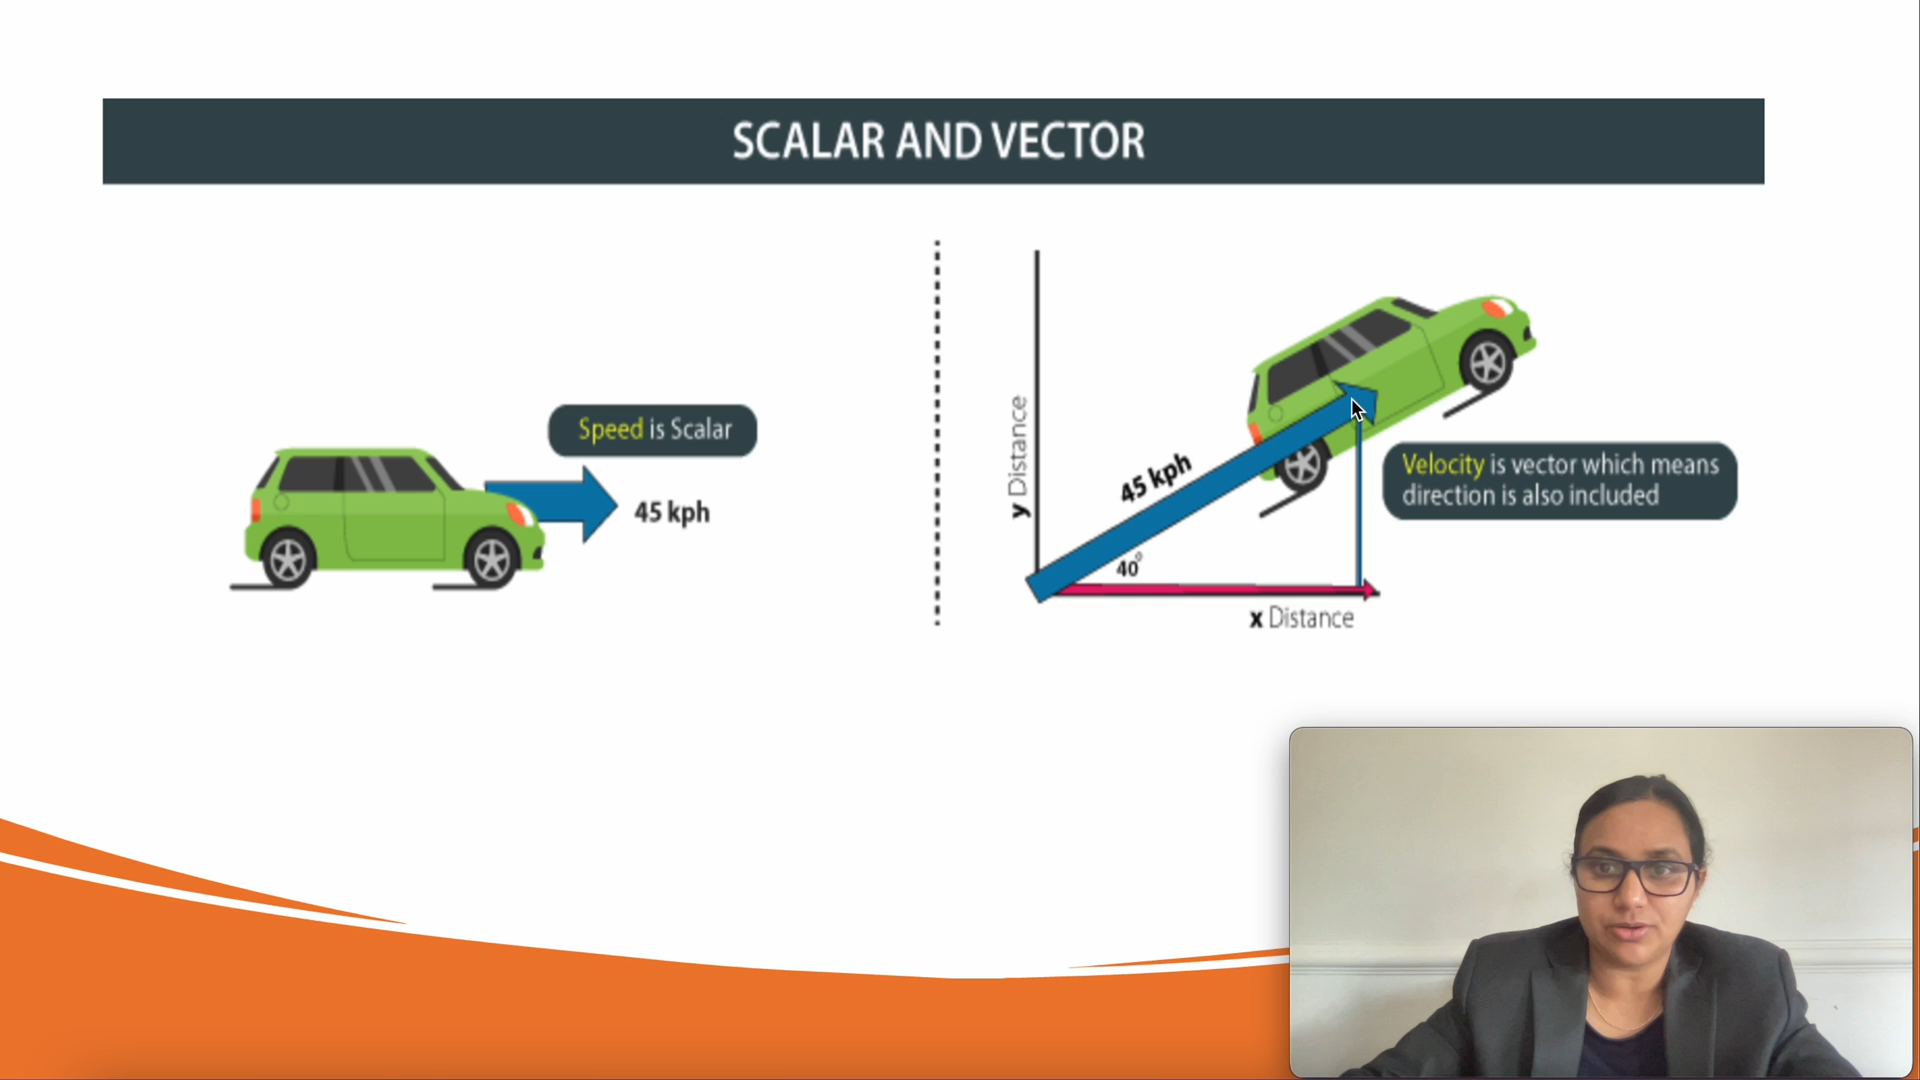 SCALAR AND VECTOR
Speed is Scalar
45 kph
y Distance
45 kph
40°
x Distance
Velocity is vector which means
direction is also included